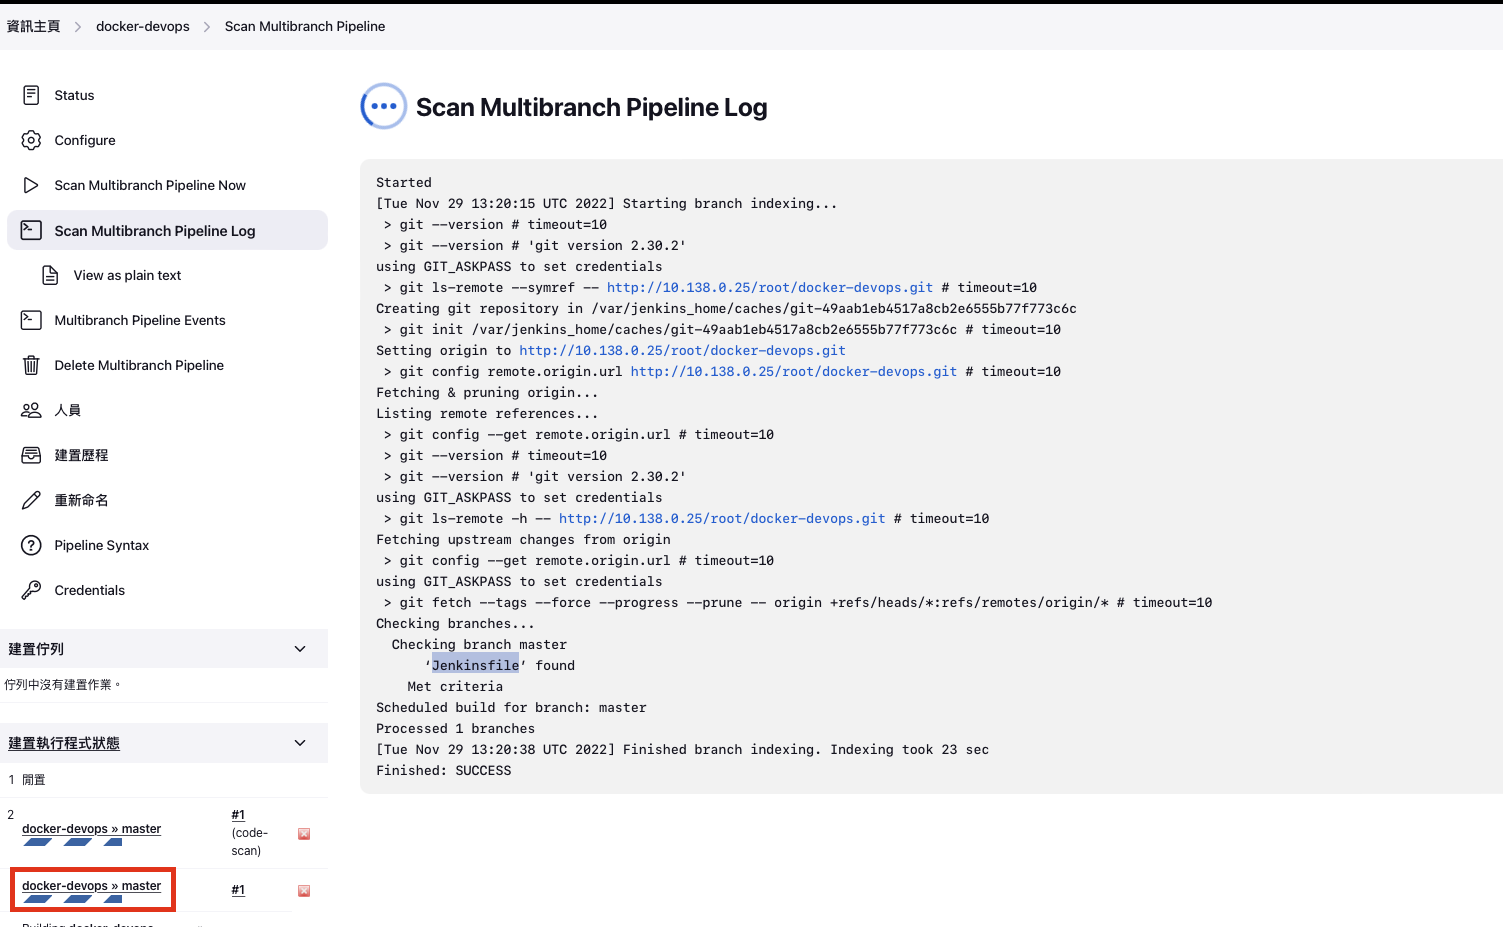 資訊主頁 > docker-devops > Scan Multibranch Pipeline
Status
Configure
Scan Multibranch Pipeline Now
Scan Multibranch Pipeline Log
View as plain text
Multibranch Pipeline Events
Delete Multibranch Pipeline
人員
建置歷程
重新命名
Pipeline Syntax
Credentials
建置佇列
佇列中沒有建置作業。
建置執行程式狀態
1 閒置
2
docker-devops » master
#1
(code-
scan)
docker-devops » master
#1
Building docker-devops
Scan Multibranch Pipeline Log
Started
[Tue Nov 29 13:20:15 UTC 2022] Starting branch indexing...
 > git --version # timeout=10
 > git --version # 'git version 2.30.2'
using GIT_ASKPASS to set credentials
 > git ls-remote --symref -- http://10.138.0.25/root/docker-devops.git # timeout=10
Creating git repository in /var/jenkins_home/caches/git-49aab1eb4517a8cb2e6555b77f773c6c
 > git init /var/jenkins_home/caches/git-49aab1eb4517a8cb2e6555b77f773c6c # timeout=10
Setting origin to http://10.138.0.25/root/docker-devops.git
 > git config remote.origin.url http://10.138.0.25/root/docker-devops.git # timeout=10
Fetching & pruning origin...
Listing remote references...
 > git config --get remote.origin.url # timeout=10
 > git --version # timeout=10
 > git --version # 'git version 2.30.2'
using GIT_ASKPASS to set credentials
 > git ls-remote -h -- http://10.138.0.25/root/docker-devops.git # timeout=10
Fetching upstream changes from origin
 > git config --get remote.origin.url # timeout=10
using GIT_ASKPASS to set credentials
 > git fetch --tags --force --progress --prune -- origin +refs/heads/*:refs/remotes/origin/* # timeout=10
Checking branches...
  Checking branch master
      ‘Jenkinsfile’ found
    Met criteria
Scheduled build for branch: master
Processed 1 branches
[Tue Nov 29 13:20:38 UTC 2022] Finished branch indexing. Indexing took 23 sec
Finished: SUCCESS